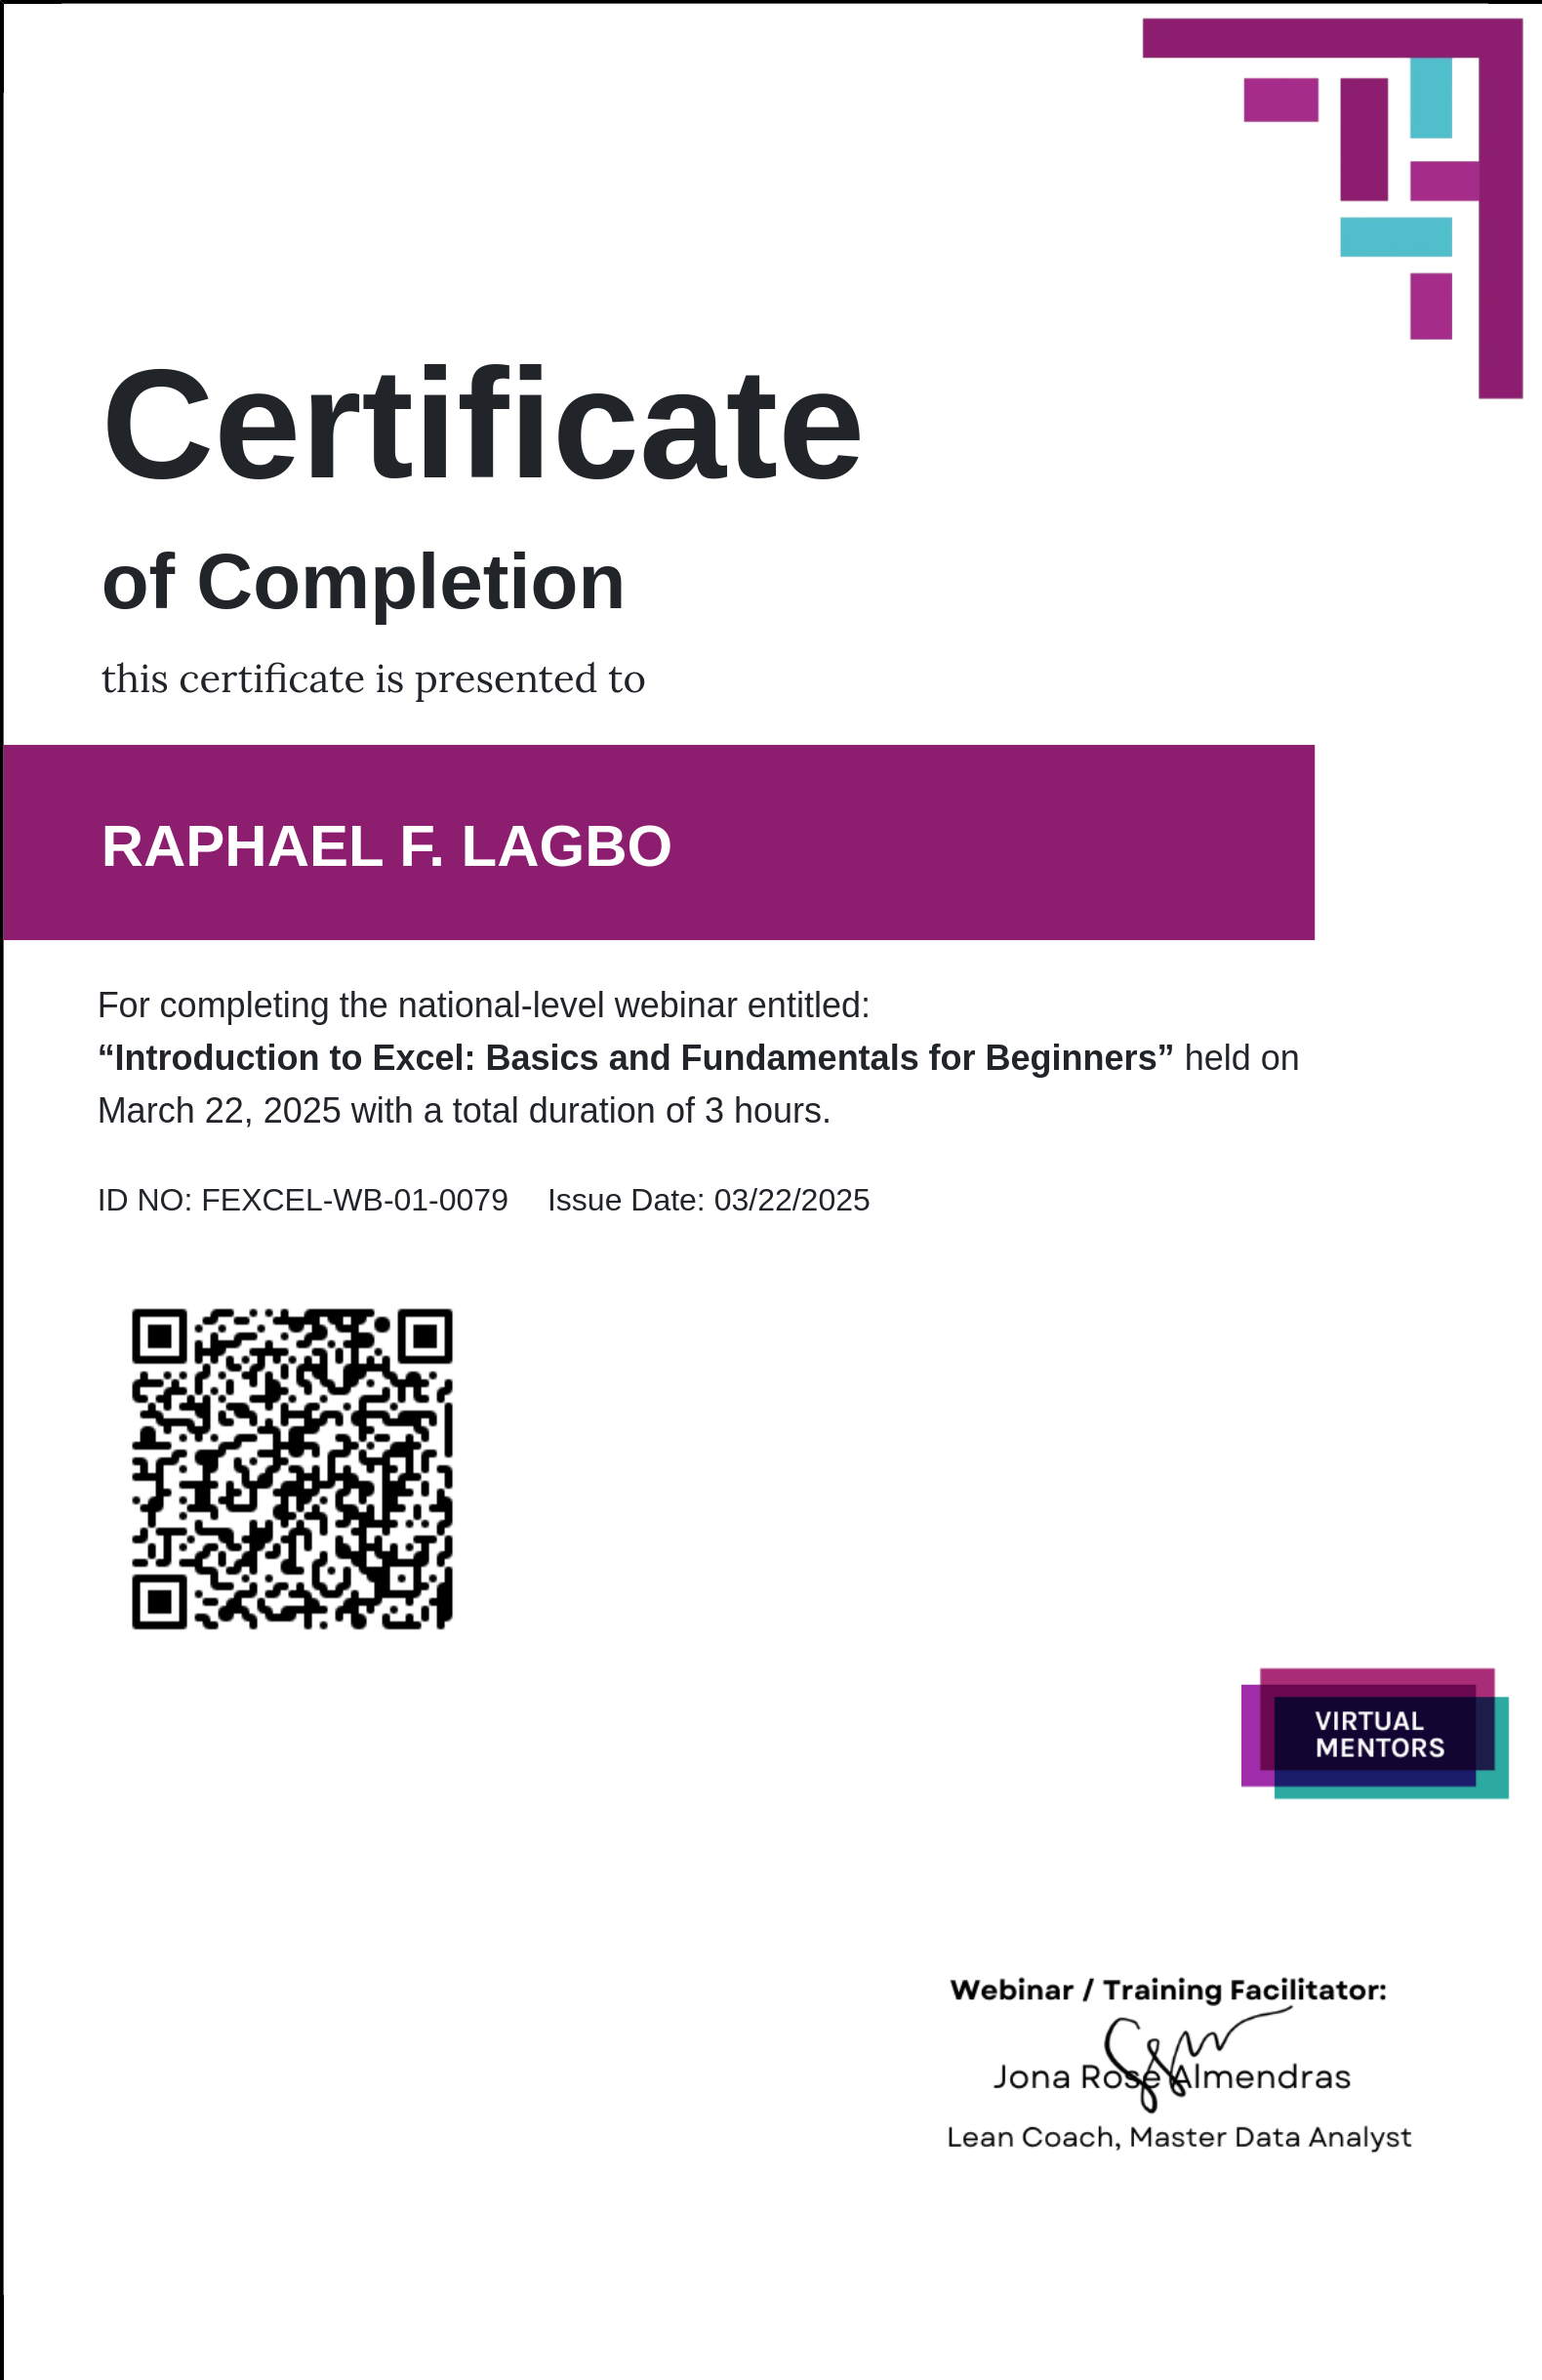 Certificate
of Completion
this certificate is presented to
RAPHAEL F. LAGBO
For completing the national-level webinar entitled:
“Introduction to Excel: Basics and Fundamentals for Beginners” held on
March 22, 2025 with a total duration of 3 hours.
ID NO: FEXCEL-WB-01-0079 Issue Date: 03/22/2025
VIRTUAL
MENTORS
Webinar / Training Facilitator:
Jona Rose Almendras
Lean Coach, Master Data Analyst